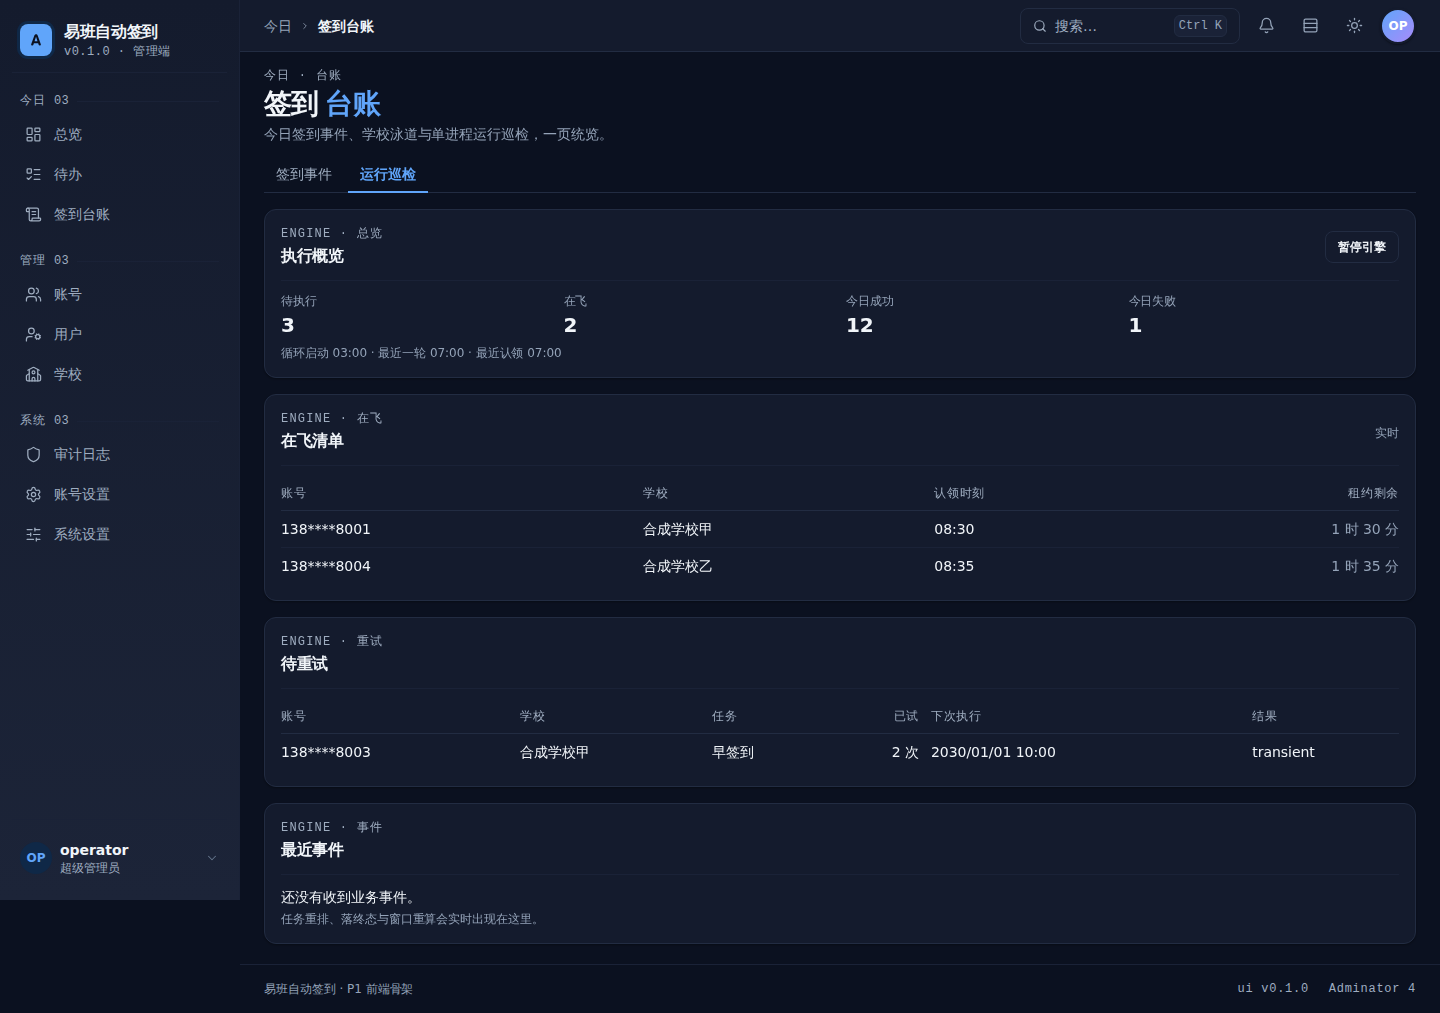 A
易班自动签到
v0.1.0 · 管理端
今日 03
总览
待办
签到台账
管理 03
账号
用户
学校
系统 03
审计日志
账号设置
系统设置
OP
operator
超级管理员
今日 › 签到台账
搜索… Ctrl K
OP
今日 · 台账
签到 台账
今日签到事件、学校泳道与单进程运行巡检，一页统览。
签到事件 运行巡检
ENGINE · 总览
执行概览
暂停引擎
待执行 在飞 今日成功 今日失败
3 2 12 1
循环启动 03:00 · 最近一轮 07:00 · 最近认领 07:00
ENGINE · 在飞
在飞清单
实时
账号 学校 认领时刻 租约剩余
138****8001 合成学校甲 08:30 1 时 30 分
138****8004 合成学校乙 08:35 1 时 35 分
ENGINE · 重试
待重试
账号 学校 任务 已试 下次执行 结果
138****8003 合成学校甲 早签到 2 次 2030/01/01 10:00 transient
ENGINE · 事件
最近事件
还没有收到业务事件。
任务重排、落终态与窗口重算会实时出现在这里。
易班自动签到 · P1 前端骨架
ui v0.1.0 Adminator 4